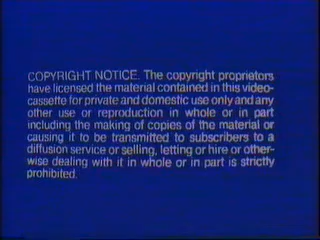 COPYRIGHT NOTICE. The copyright proprietors
have licensed the material contained in this video-
cassette for private and domestic use only and any
other use or reproduction in whole or in part
including the making of copies of the material or
causing it to be transmitted to subscribers to a
diffusion service or selling, letting or hire or other-
wise dealing with it in whole or in part is strictly
prohibited.